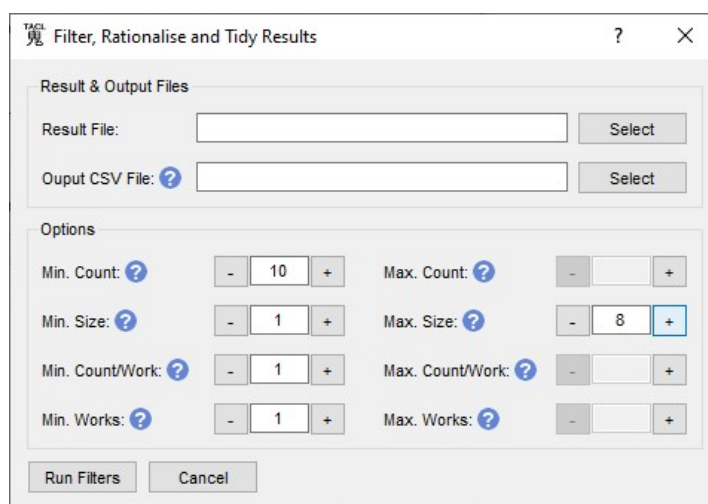 TACL
鬼 Filter, Rationalise and Tidy Results ? X
Result & Output Files
Result File: Select
Ouput CSV File: ? Select
Options
Min. Count: ? - 10 + Max. Count: ? - +
Min. Size: ? - 1 + Max. Size: ? - 8 +
Min. Count/Work: ? - 1 + Max. Count/Work: ? - +
Min. Works: ? - 1 + Max. Works: ? - +
Run Filters Cancel